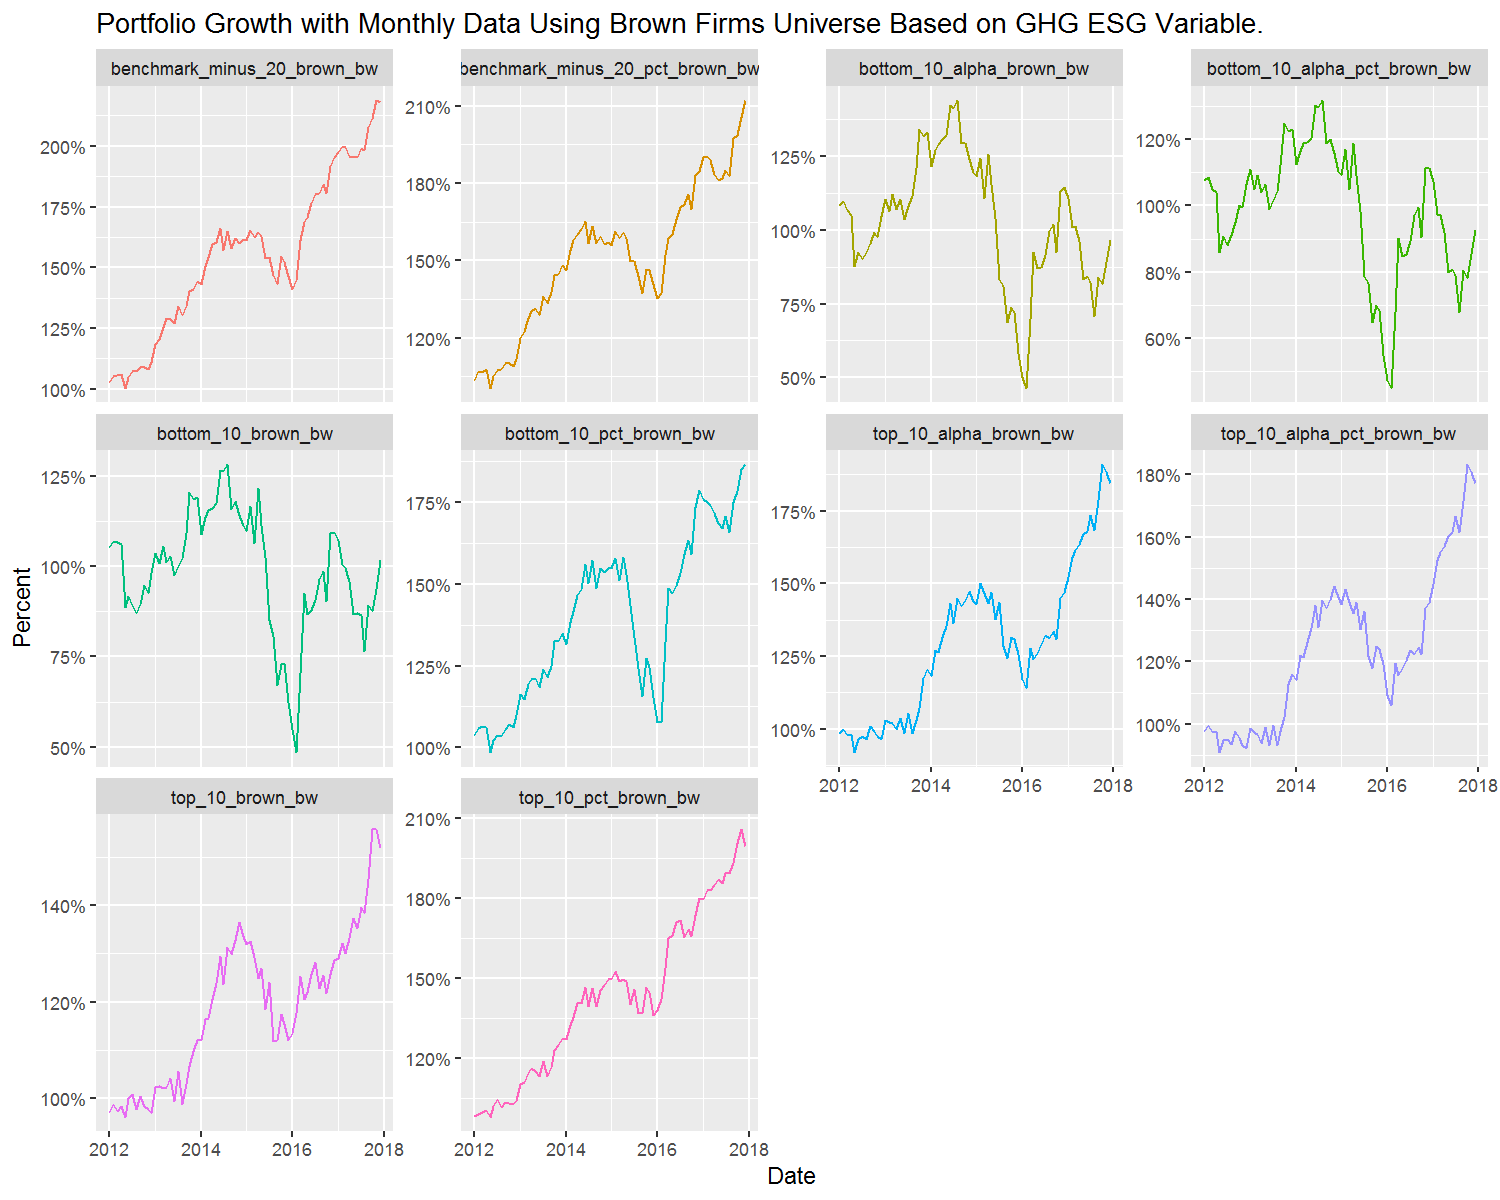 Portfolio Growth with Monthly Data Using Brown Firms Universe Based on GHG ESG Variable.
benchmark_minus_20_brown_bw
benchmark_minus_20_pct_brown_bw
bottom_10_alpha_brown_bw
bottom_10_alpha_pct_brown_bw
200%
175%
150%
125%
100%
210%
180%
150%
120%
125%
100%
75%
50%
120%
100%
80%
60%
bottom_10_brown_bw
bottom_10_pct_brown_bw
top_10_alpha_brown_bw
top_10_alpha_pct_brown_bw
125%
100%
75%
50%
175%
150%
125%
100%
175%
150%
125%
100%
2012 2014 2016 2018
180%
160%
140%
120%
100%
2012 2014 2016 2018
top_10_brown_bw
top_10_pct_brown_bw
140%
120%
100%
2012 2014 2016 2018
210%
180%
150%
120%
2012 2014 2016 2018
Percent
Date